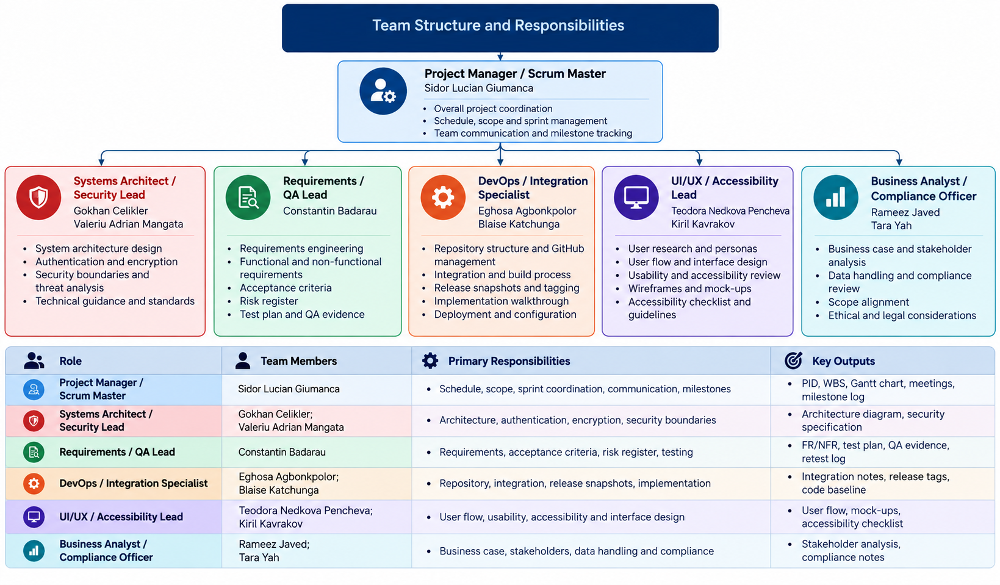 Team Structure and Responsibilities
Project Manager / Scrum Master
Sidor Lucian Giumanca
• Overall project coordination
• Schedule, scope and sprint management
• Team communication and milestone tracking
Systems Architect /
Security Lead
Gokhan Celikler
Valeriu Adrian Mangata
• System architecture design
• Authentication and encryption
• Security boundaries and
threat analysis
• Technical guidance and standards
Requirements /
QA Lead
Constantin Badarau
• Requirements engineering
• Functional and non-functional
requirements
• Acceptance criteria
• Risk register
• Test plan and QA evidence
DevOps / Integration
Specialist
Eghosa Agbonkpolor
Blaise Katchunga
• Repository structure and GitHub
management
• Integration and build process
• Release snapshots and tagging
• Implementation walkthrough
• Deployment and configuration
UI/UX / Accessibility
Lead
Teodora Nedkova Pencheva
Kiril Kavrakov
• User research and personas
• User flow and interface design
• Usability and accessibility review
• Wireframes and mock-ups
• Accessibility checklist and
guidelines
Business Analyst /
Compliance Officer
Rameez Javed
Tara Yah
• Business case and stakeholder
analysis
• Data handling and compliance
review
• Scope alignment
• Ethical and legal considerations
Role
Team Members
Primary Responsibilities
Key Outputs
Project Manager /
Scrum Master
Sidor Lucian Giumanca
• Schedule, scope, sprint coordination, communication, milestones
• PID, WBS, Gantt chart, meetings,
milestone log
Systems Architect /
Security Lead
Gokhan Celikler;
Valeriu Adrian Mangata
• Architecture, authentication, encryption, security boundaries
• Architecture diagram, security
specification
Requirements / QA Lead
Constantin Badarau
• Requirements, acceptance criteria, risk register, testing
• FR/NFR, test plan, QA evidence,
retest log
DevOps / Integration Specialist
Eghosa Agbonkpolor;
Blaise Katchunga
• Repository, integration, release snapshots, implementation
• Integration notes, release tags,
code baseline
UI/UX / Accessibility Lead
Teodora Nedkova Pencheva;
Kiril Kavrakov
• User flow, usability, accessibility and interface design
• User flow, mock-ups,
accessibility checklist
Business Analyst /
Compliance Officer
Rameez Javed;
Tara Yah
• Business case, stakeholders, data handling and compliance
• Stakeholder analysis,
compliance notes